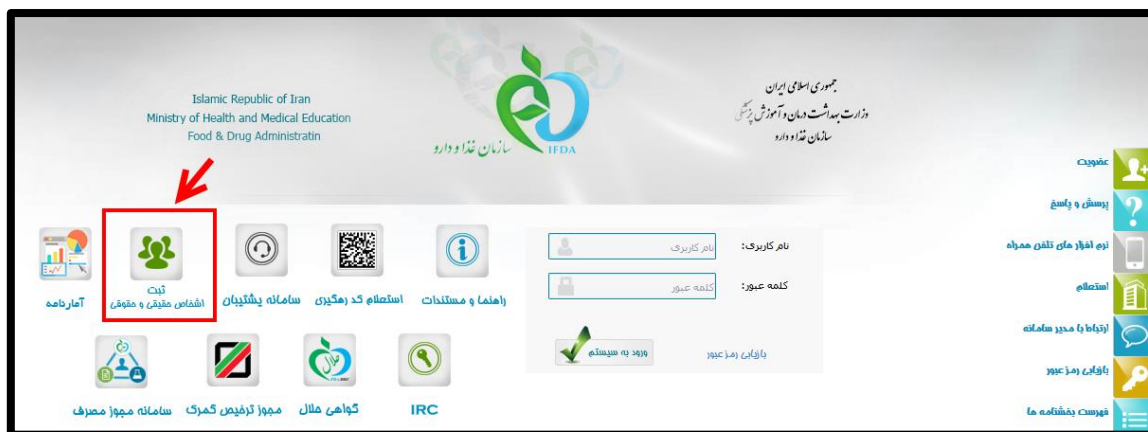 Islamic Republic of Iran
Ministry of Health and Medical Education
Food & Drug Administratin
سازمان غذا و دارو
IFDA
جمهوری اسلامی ایران
وزارت بهداشت درمان و آموزش پزشکی
سازمان غذا و دارو
عضویت
پرسش و پاسخ
نرم افزار های تلفن همراه
استعلام
ارتباط با مدیر سامانه
بازیابی رمز عبور
فهرست بخشنامه ها
نام کاربری:
نام کاربری
کلمه عبور:
کلمه عبور
بازیابی رمز عبور
ورود به سیستم
راهنما و مستندات
استعلام کد رهگیری
سامانه پشتیبان
ثبت
اشخاص حقیقی و حقوقی
آمارنامه
IRC
گواهی حلال
مجوز ترخیص گمرک
سامانه مجوز مصرف